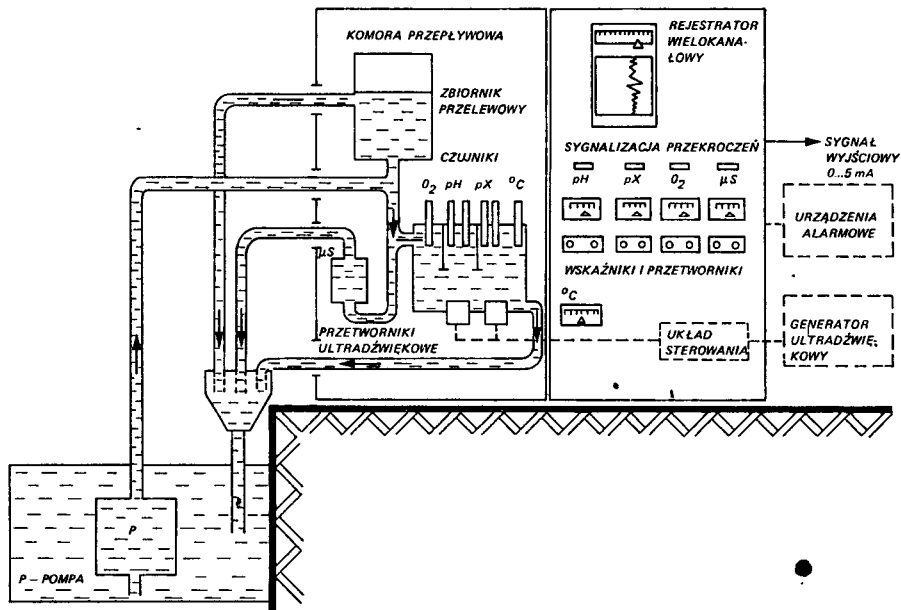 KOMORA PRZEPŁYWOWA
ZBIORNIK
PRZELEWOWY
CZUJNIKI
O2 pH pX °C
µS
PRZETWORNIKI
ULTRADŹWIĘKOWE
P
P – POMPA
REJESTRATOR
WIELOKANA-
ŁOWY
SYGNALIZACJA PRZEKROCZEŃ
pH pX O2 µS
WSKAŹNIKI I PRZETWORNIKI
°C
UKŁAD
STEROWANIA
SYGNAŁ
WYJŚCIOWY
0...5 mA
URZĄDZENIA
ALARMOWE
GENERATOR
ULTRADŹWIĘ-
KOWY